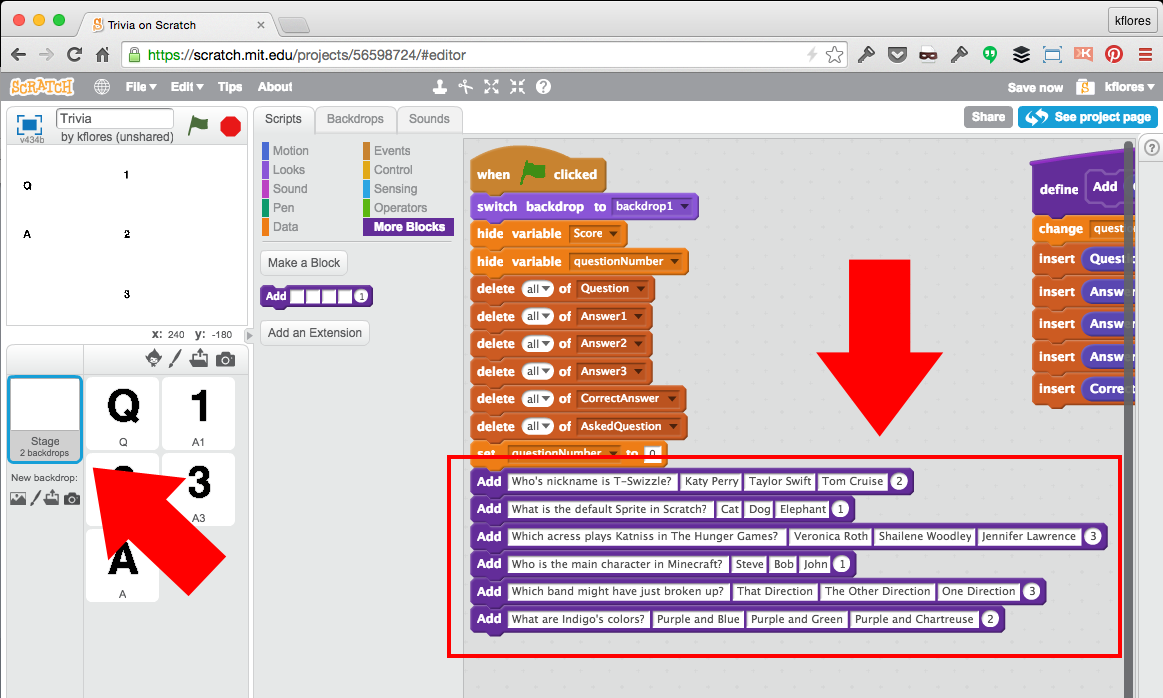 Trivia on Scratch
kflores
https://scratch.mit.edu/projects/56598724/#editor
SCRATCH File Edit Tips About Save now kflores
v434b
Trivia
by kflores (unshared)
Scripts Backdrops Sounds
Share See project page
Q 1
A 2
3
x: 240 y: -180
Motion Events
Looks Control
Sound Sensing
Pen Operators
Data More Blocks
Make a Block
Add 1
Add an Extension
Stage
2 backdrops
New backdrop:
Q
Q
1
A1
3
A3
A
A
when clicked
switch backdrop to backdrop1
hide variable Score
hide variable questionNumber
delete all of Question
delete all of Answer1
delete all of Answer2
delete all of Answer3
delete all of CorrectAnswer
delete all of AskedQuestion
set questionNumber to 0
Add Who's nickname is T-Swizzle? Katy Perry Taylor Swift Tom Cruise 2
Add What is the default Sprite in Scratch? Cat Dog Elephant 1
Add Which acress plays Katniss in The Hunger Games? Veronica Roth Shailene Woodley Jennifer Lawrence 3
Add Who is the main character in Minecraft? Steve Bob John 1
Add Which band might have just broken up? That Direction The Other Direction One Direction 3
Add What are Indigo's colors? Purple and Blue Purple and Green Purple and Chartreuse 2
define Add
change quest
insert Quest
insert Answ
insert Answ
insert Answ
insert Corre